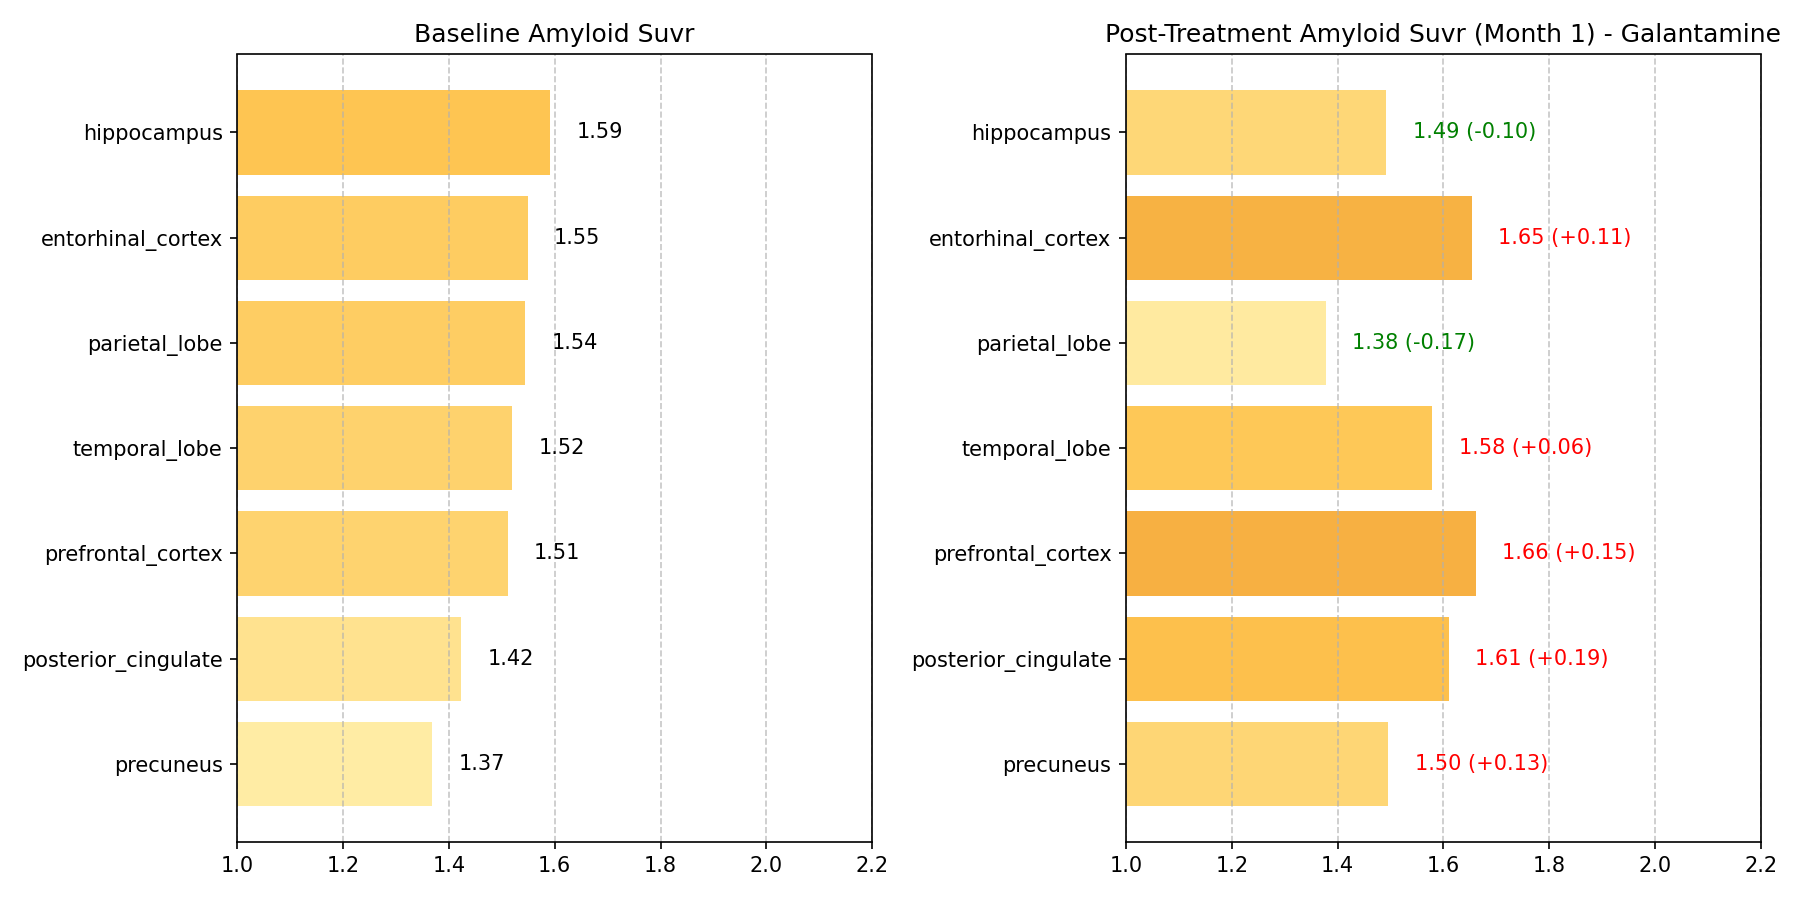 Baseline Amyloid Suvr
hippocampus
1.59
entorhinal_cortex
1.55
parietal_lobe
1.54
temporal_lobe
1.52
prefrontal_cortex
1.51
posterior_cingulate
1.42
precuneus
1.37
1.0 1.2 1.4 1.6 1.8 2.0 2.2
Post-Treatment Amyloid Suvr (Month 1) - Galantamine
hippocampus
1.49 (-0.10)
entorhinal_cortex
1.65 (+0.11)
parietal_lobe
1.38 (-0.17)
temporal_lobe
1.58 (+0.06)
prefrontal_cortex
1.66 (+0.15)
posterior_cingulate
1.61 (+0.19)
precuneus
1.50 (+0.13)
1.0 1.2 1.4 1.6 1.8 2.0 2.2